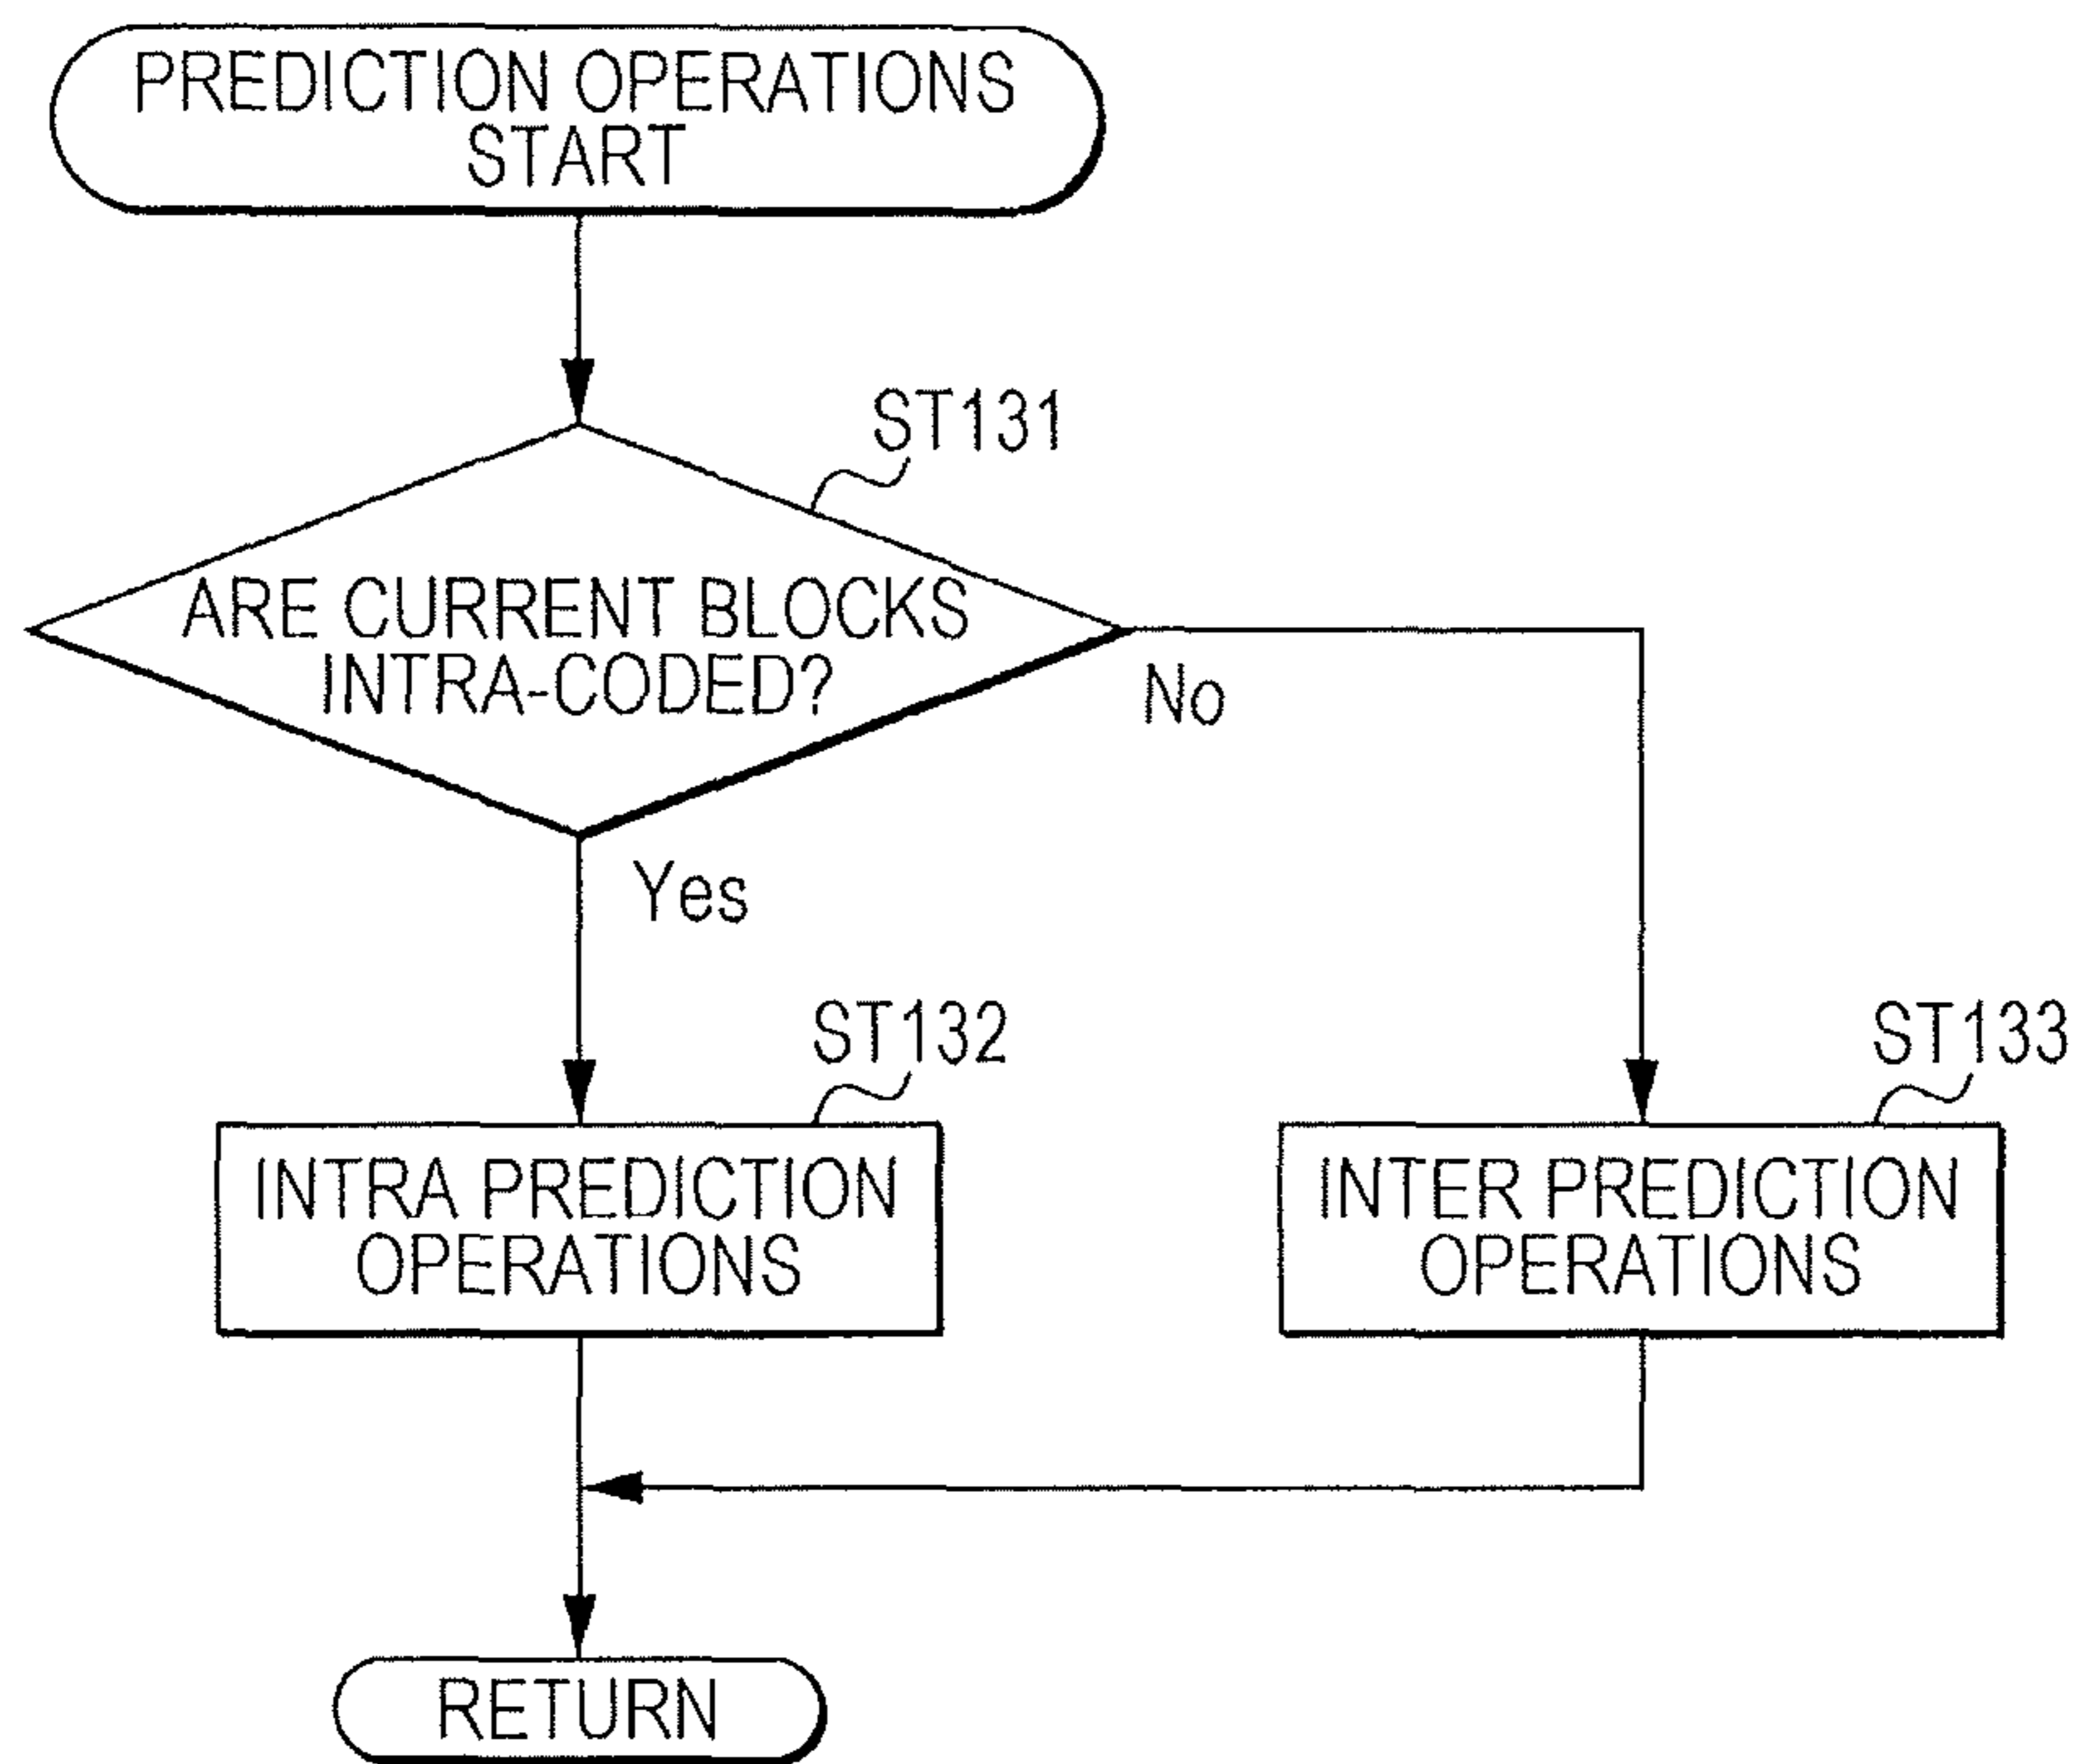 PREDICTION OPERATIONS
START
ST131
ARE CURRENT BLOCKS
INTRA-CODED?
No
Yes
ST132
INTRA PREDICTION
OPERATIONS
ST133
INTER PREDICTION
OPERATIONS
RETURN